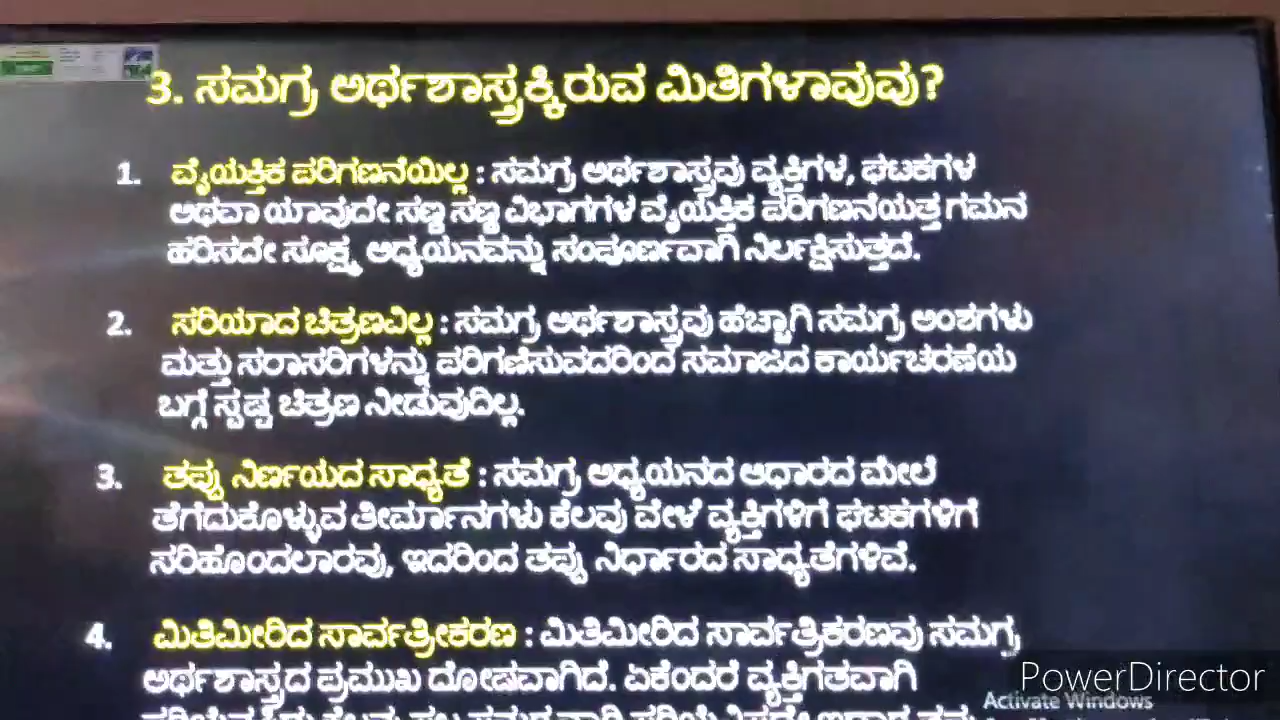 3. ಸಮಗ್ರ ಅರ್ಥಶಾಸ್ತ್ರಕ್ಕಿರುವ ಮಿತಿಗಳಾವುವು?
1. ವೈಯಕ್ತಿಕ ಪರಿಗಣನೆಯಿಲ್ಲ : ಸಮಗ್ರ ಅರ್ಥಶಾಸ್ತ್ರವು ವ್ಯಕ್ತಿಗಳ, ಘಟಕಗಳ
ಅಥವಾ ಯಾವುದೇ ಸಣ್ಣ ಸಣ್ಣ ವಿಭಾಗಗಳ ವೈಯಕ್ತಿಕ ಪರಿಗಣನೆಯತ್ತ ಗಮನ
ಹರಿಸದೇ ಸೂಕ್ಷ್ಮ ಅಧ್ಯಯನವನ್ನು ಸಂಪೂರ್ಣವಾಗಿ ನಿರ್ಲಕ್ಷಿಸುತ್ತದೆ.
2. ಸರಿಯಾದ ಚಿತ್ರಣವಿಲ್ಲ : ಸಮಗ್ರ ಅರ್ಥಶಾಸ್ತ್ರವು ಹೆಚ್ಚಾಗಿ ಸಮಗ್ರ ಅಂಶಗಳು
ಮತ್ತು ಸರಾಸರಿಗಳನ್ನು ಪರಿಗಣಿಸುವದರಿಂದ ಸಮಾಜದ ಕಾರ್ಯಚರಣೆಯ
ಬಗ್ಗೆ ಸ್ಪಷ್ಟ ಚಿತ್ರಣ ನೀಡುವುದಿಲ್ಲ.
3. ತಪ್ಪು ನಿರ್ಣಯದ ಸಾಧ್ಯತೆ : ಸಮಗ್ರ ಅಧ್ಯಯನದ ಆಧಾರದ ಮೇಲೆ
ತೆಗೆದುಕೊಳ್ಳುವ ತೀರ್ಮಾನಗಳು ಕೆಲವು ವೇಳೆ ವ್ಯಕ್ತಿಗಳಿಗೆ ಘಟಕಗಳಿಗೆ
ಸರಿಹೊಂದಲಾರವು, ಇದರಿಂದ ತಪ್ಪು ನಿರ್ಧಾರದ ಸಾಧ್ಯತೆಗಳಿವೆ.
4. ಮಿತಿಮೀರಿದ ಸಾರ್ವತ್ರೀಕರಣ : ಮಿತಿಮೀರಿದ ಸಾರ್ವತ್ರಿಕರಣವು ಸಮಗ್ರ
ಅರ್ಥಶಾಸ್ತ್ರದ ಪ್ರಮುಖ ದೋಷವಾಗಿದೆ. ಏಕೆಂದರೆ ವ್ಯಕ್ತಿಗತವಾಗಿ
PowerDirector
Activate Windows